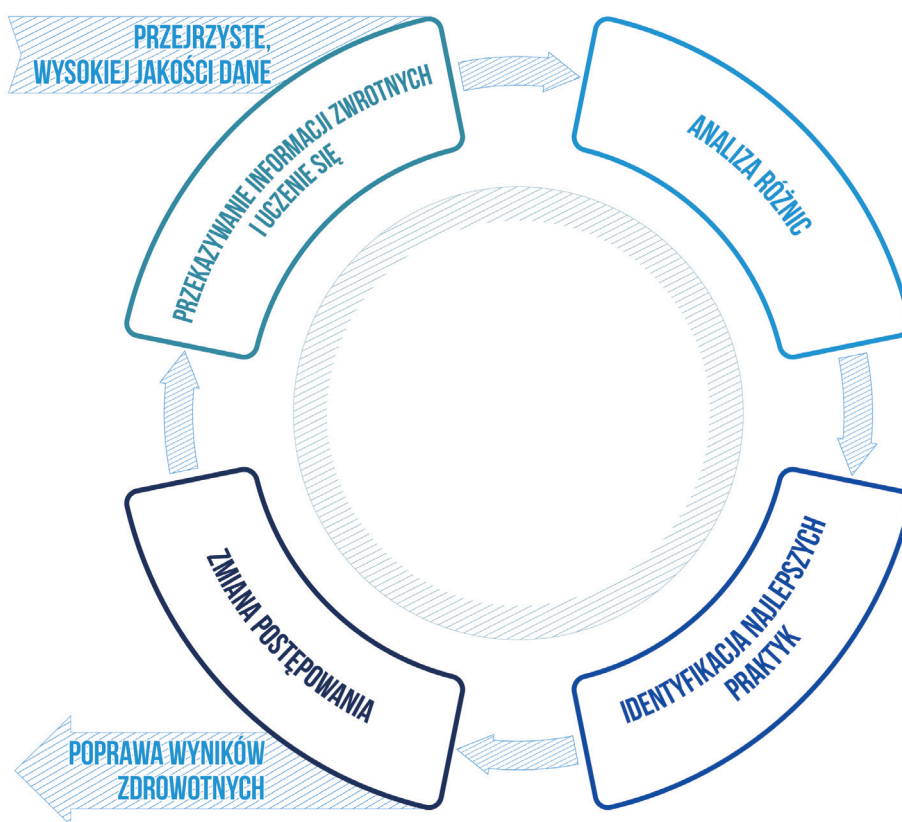 PRZEJRZYSTE,
WYSOKIEJ JAKOŚCI DANE
PRZEKAZYWANIE INFORMACJI ZWROTNYCH
I UCZENIE SIĘ
ANALIZA RÓŻNIC
IDENTYFIKACJA NAJLEPSZYCH
PRAKTYK
ZMIANA POSTĘPOWANIA
POPRAWA WYNIKÓW
ZDROWOTNYCH